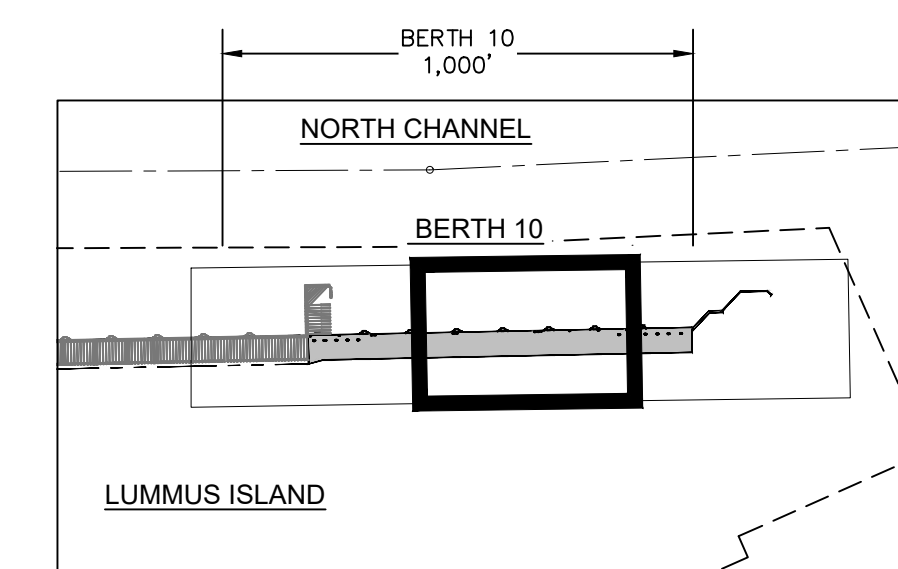 BERTH 10
1,000'
NORTH CHANNEL
BERTH 10
LUMMUS ISLAND